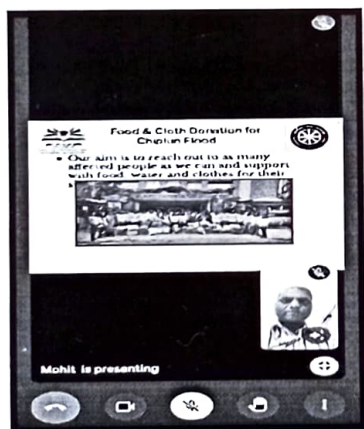 Food & Cloth Donation for
Chiplun Flood
• Our aim is to reach out to as many
affected people as we can and support
with food, water and clothes for their
Mohit is presenting